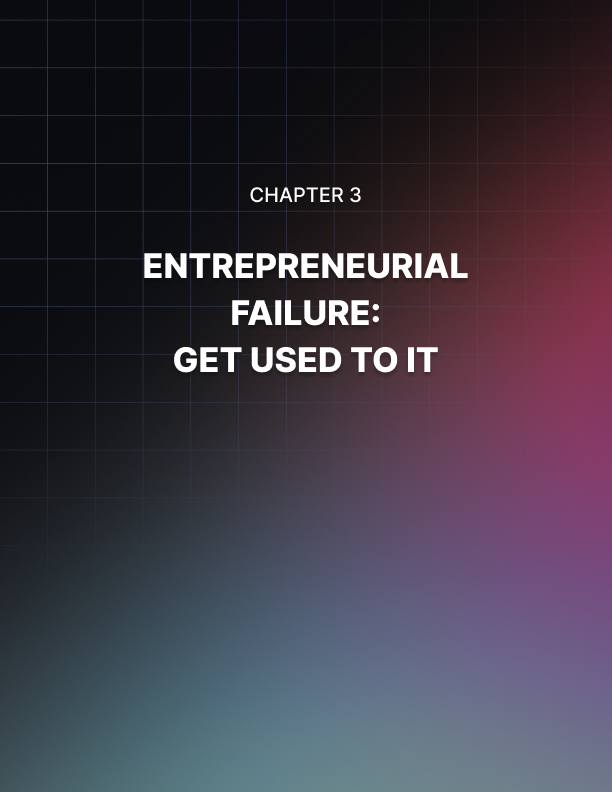 CHAPTER 3
ENTREPRENEURIAL
FAILURE:
GET USED TO IT